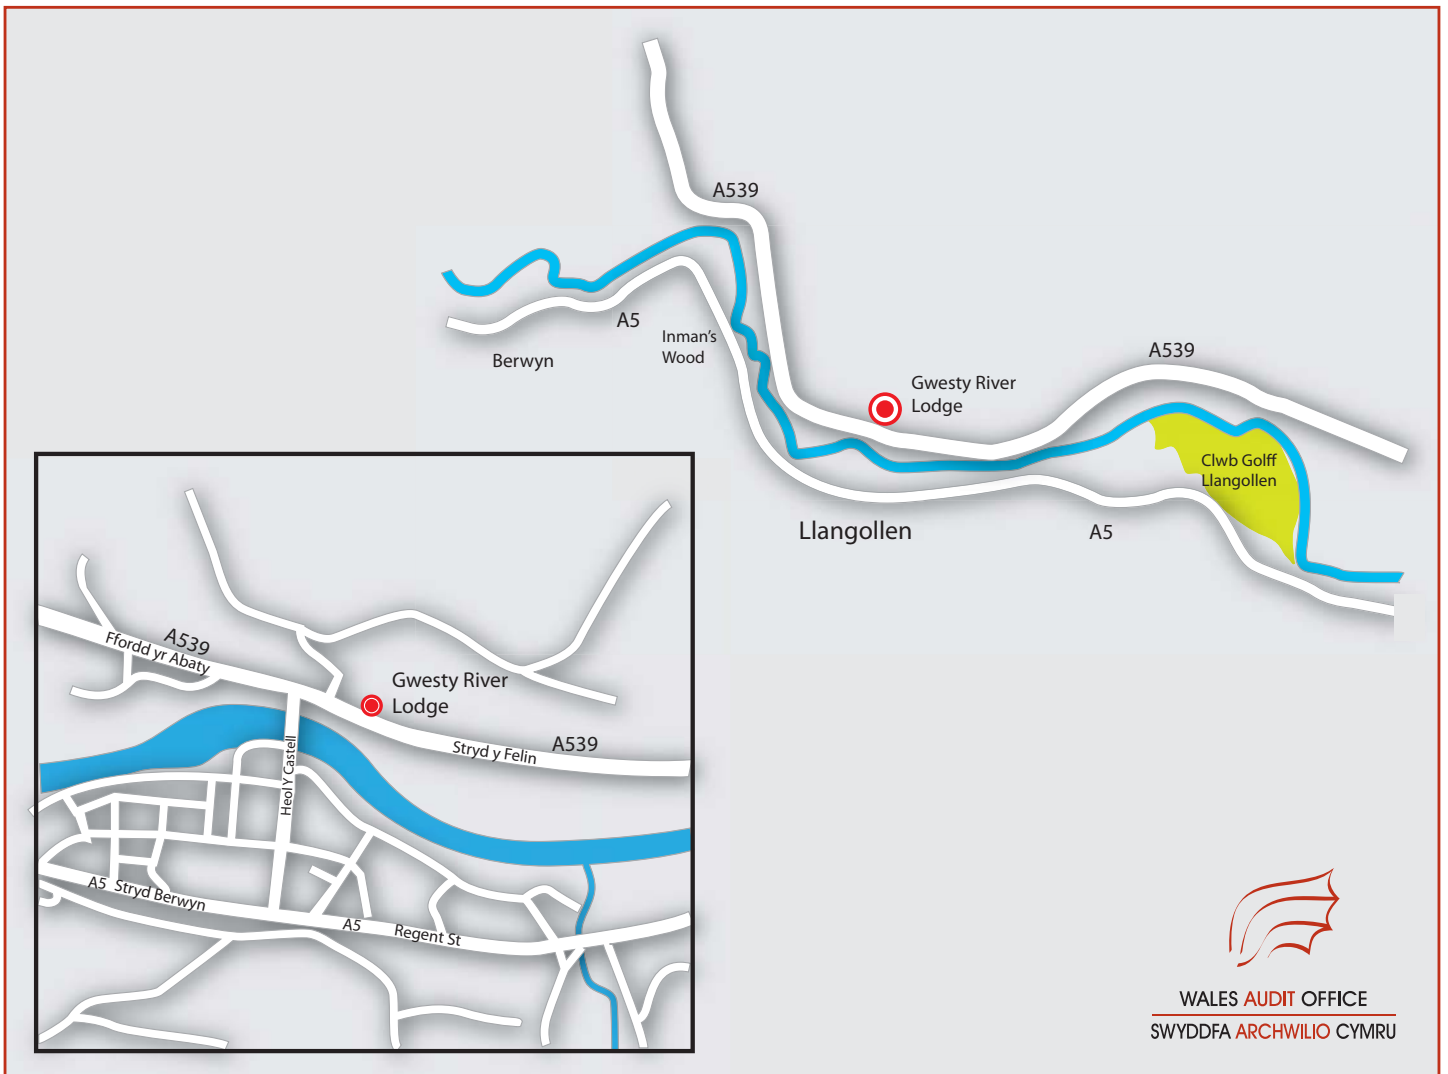 A539
A5
Inman's
Wood
Berwyn
A539
Gwesty River
Lodge
Clwb Golff
Llangollen
Llangollen
A5
A539
Ffordd yr Abaty
Gwesty River
Lodge
Stryd y Felin
A539
Heol Y Castell
A5 Stryd Berwyn
A5 Regent St
WALES AUDIT OFFICE
SWYDDFA ARCHWILIO CYMRU